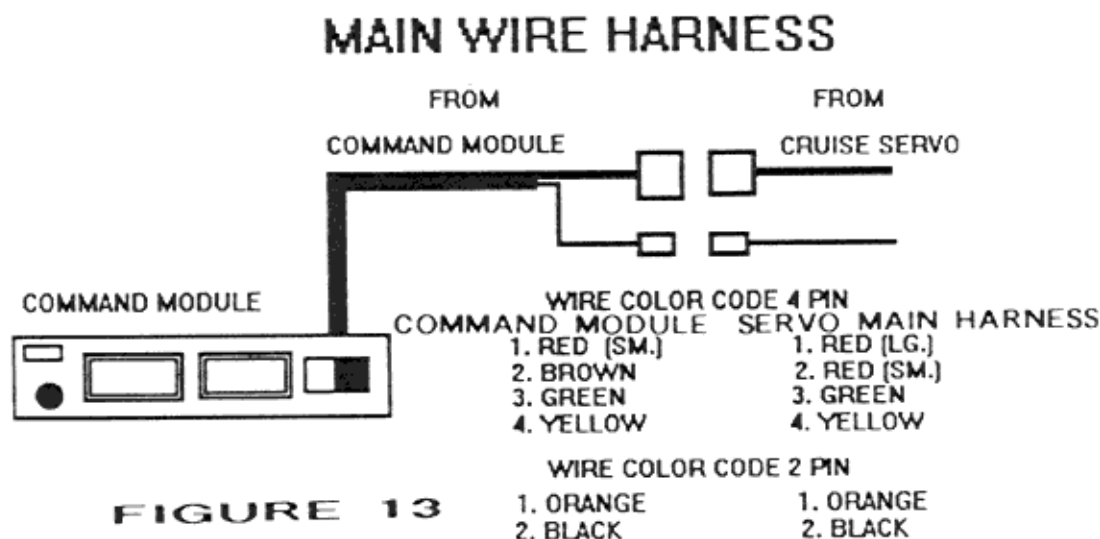 MAIN WIRE HARNESS
FROM FROM
COMMAND MODULE CRUISE SERVO
COMMAND MODULE
WIRE COLOR CODE 4 PIN
COMMAND MODULE SERVO MAIN HARNESS
1. RED (SM.) 1. RED (LG.)
2. BROWN 2. RED (SM.)
3. GREEN 3. GREEN
4. YELLOW 4. YELLOW
WIRE COLOR CODE 2 PIN
1. ORANGE 1. ORANGE
2. BLACK 2. BLACK
FIGURE 13